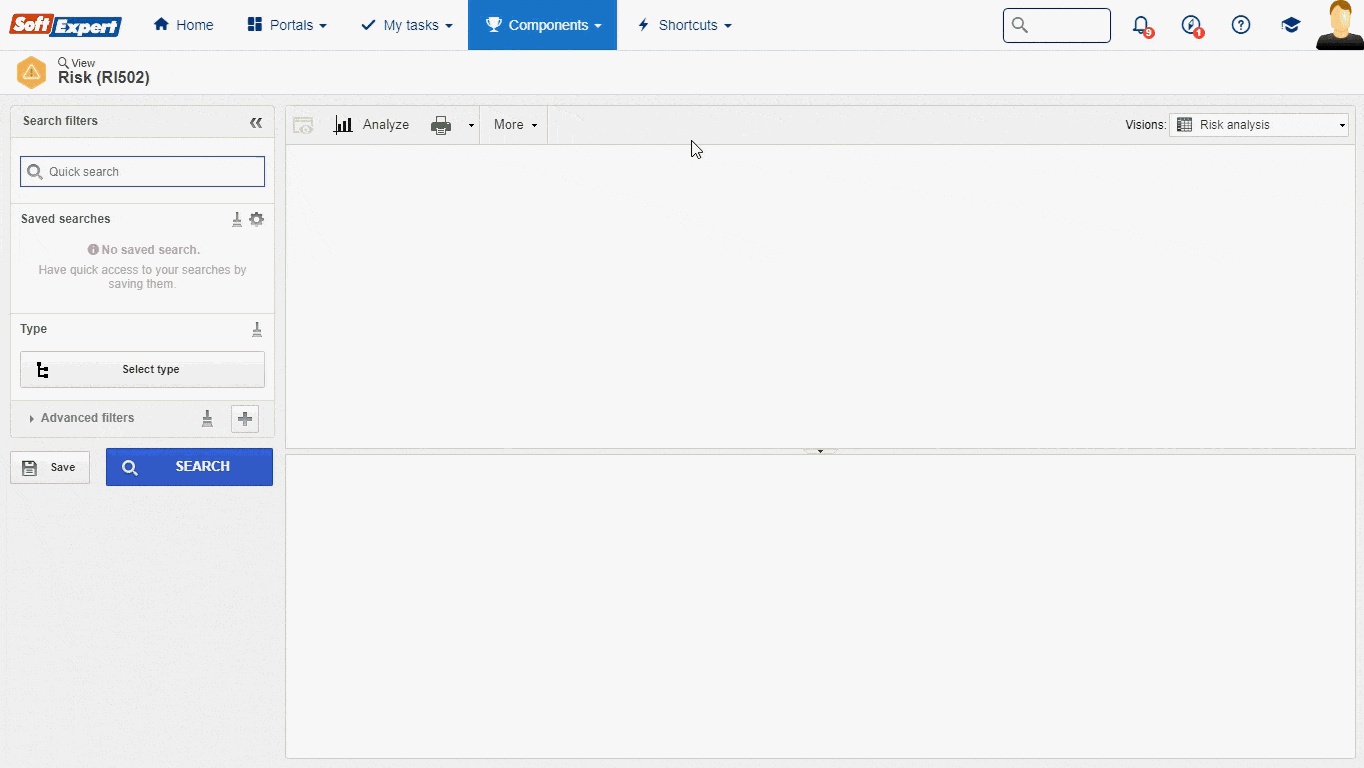 Soft Expert
Home
Portals
My tasks
Components
Shortcuts
9
1
View
Risk (RI502)
Search filters
Analyze
More
Visions:
Risk analysis
Quick search
Saved searches
No saved search.
Have quick access to your searches by
saving them.
Type
Select type
Advanced filters
Save
SEARCH